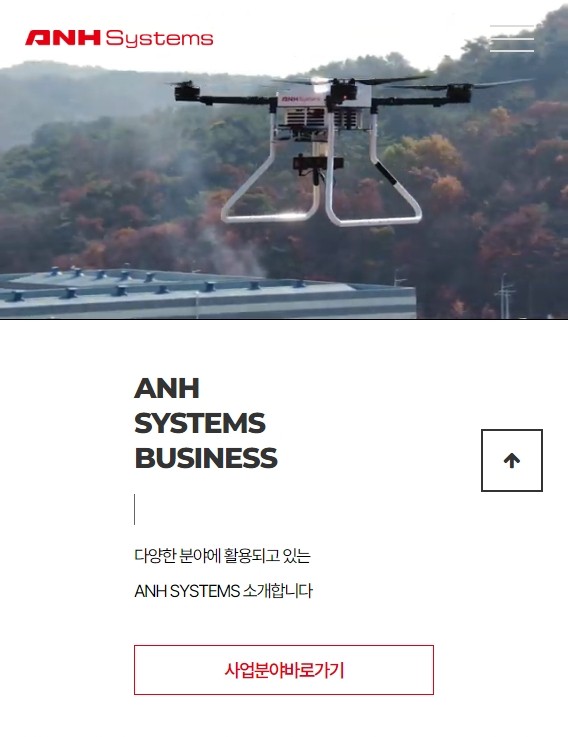 ANH Systems
ANH Systems
ANH
SYSTEMS
BUSINESS
다양한 분야에 활용되고 있는
ANH SYSTEMS 소개합니다
사업분야바로가기